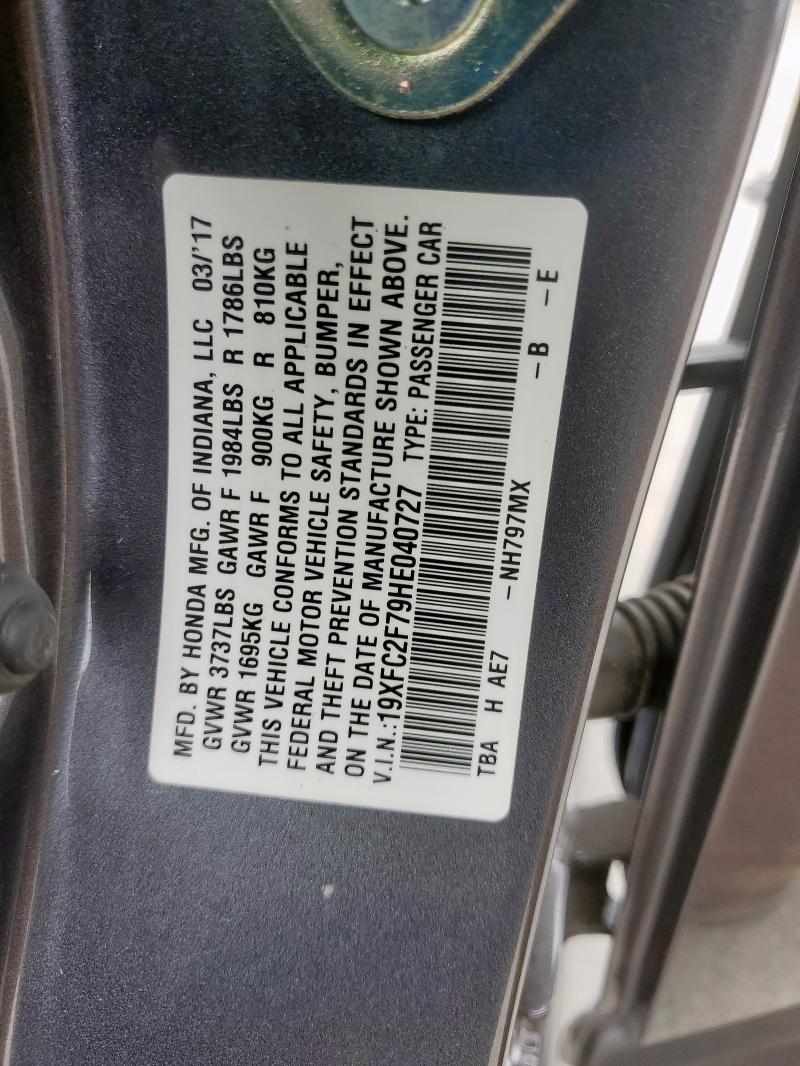 MFD. BY HONDA MFG. OF INDIANA, LLC 03/'17
GVWR 3737LBS GAWR F 1984LBS R 1786LBS
GVWR 1695KG GAWR F 900KG R 810KG
THIS VEHICLE CONFORMS TO ALL APPLICABLE
FEDERAL MOTOR VEHICLE SAFETY, BUMPER,
AND THEFT PREVENTION STANDARDS IN EFFECT
ON THE DATE OF MANUFACTURE SHOWN ABOVE.
V.I.N.:19XFC2F79HE040727 TYPE: PASSENGER CAR
TBA H AE7 -NH797MX -B -E